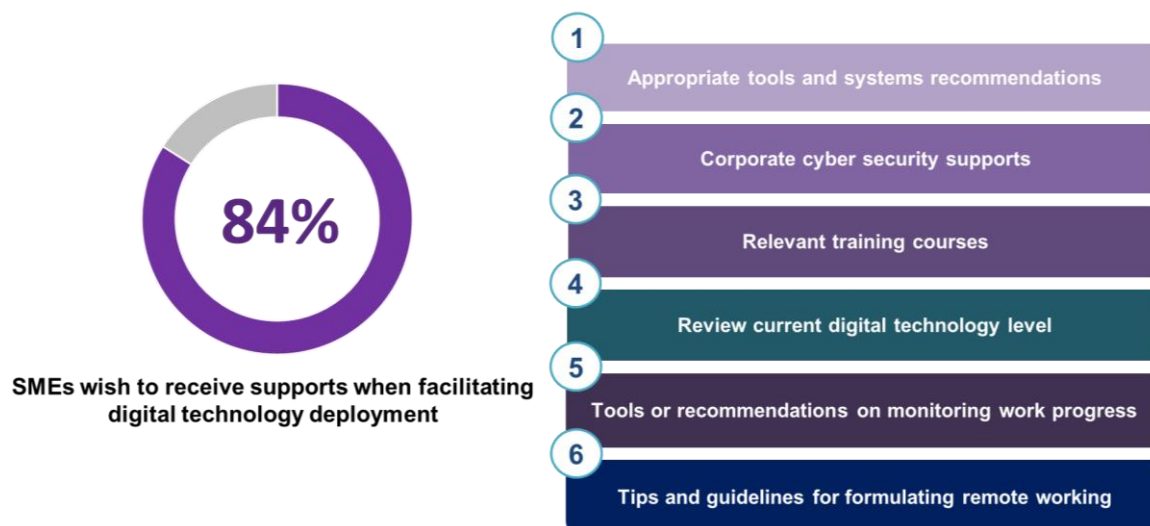 84%
SMEs wish to receive supports when facilitating
digital technology deployment
1
Appropriate tools and systems recommendations
2
Corporate cyber security supports
3
Relevant training courses
4
Review current digital technology level
5
Tools or recommendations on monitoring work progress
6
Tips and guidelines for formulating remote working